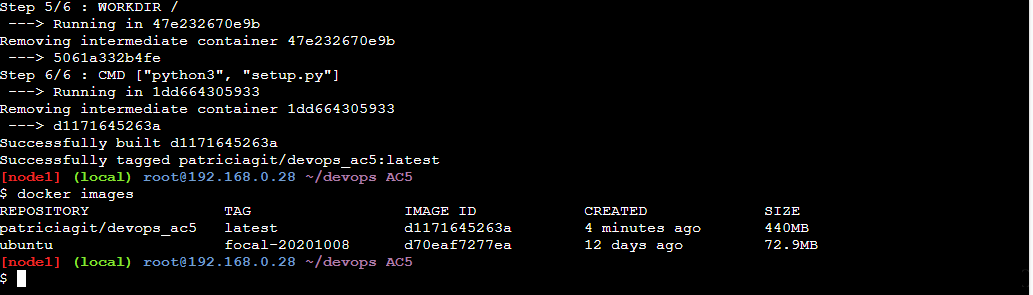 Step 5/6 : WORKDIR /
---> Running in 47e232670e9b
Removing intermediate container 47e232670e9b
---> 5061a332b4fe
Step 6/6 : CMD ["python3", "setup.py"]
---> Running in 1dd664305933
Removing intermediate container 1dd664305933
---> d1171645263a
Successfully built d1171645263a
Successfully tagged patriciagit/devops_ac5:latest
[node1] (local) root@192.168.0.28 ~/devops AC5
$ docker images
REPOSITORY TAG IMAGE ID CREATED SIZE
patriciagit/devops_ac5 latest d1171645263a 4 minutes ago 440MB
ubuntu focal-20201008 d70eaf7277ea 12 days ago 72.9MB
[node1] (local) root@192.168.0.28 ~/devops AC5
$